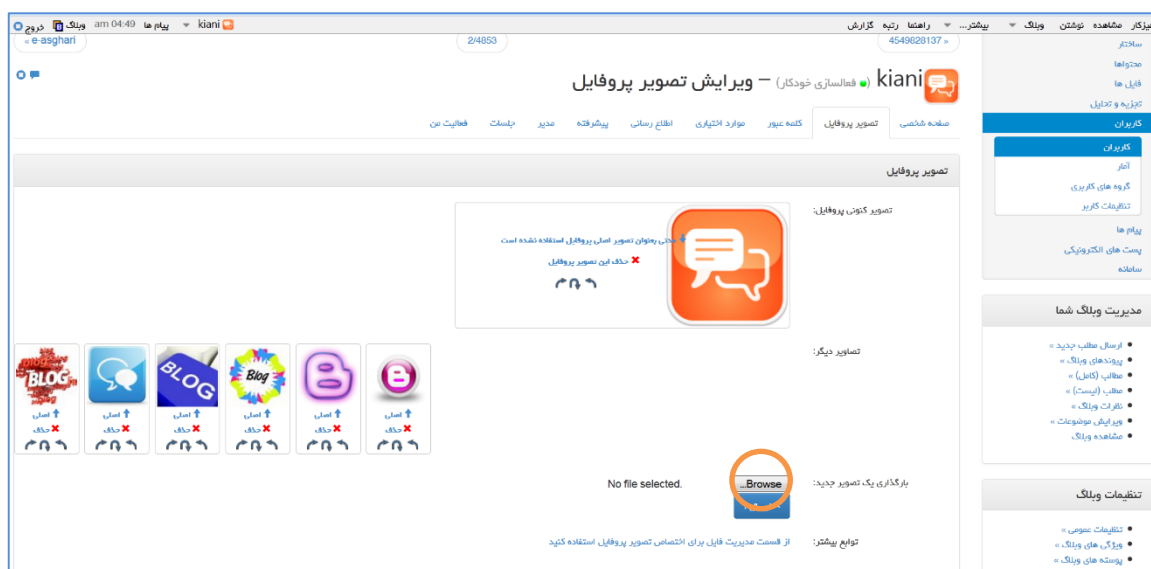 میزکار مشاهده نوشتن وبلاگ بیشتر... راهنما رتبه گزارش
kiani پیام ها 04:49 am وبلاگ خروج
« 4549828137
2/4853
e-asghari »
kiani (فعالسازی خودکار) – ویرایش تصویر پروفایل
صفحه شخصی تصویر پروفایل کلمه عبور موارد اختیاری اطلاع رسانی پیشرفته مدیر جلسات فعالیت من
تصویر پروفایل
تصویر کنونی پروفایل:
مدتی بعنوان تصویر اصلی پروفایل استفاده نشده است
حذف این تصویر پروفایل
تصاویر دیگر:
BLOG
BLOG
Blog
اصلی اصلی اصلی اصلی اصلی اصلی
حذف حذف حذف حذف حذف حذف
بارگذاری یک تصویر جدید:
Browse...
No file selected.
توابع بیشتر:
از قسمت مدیریت فایل برای اختصاص تصویر پروفایل استفاده کنید
ساختار
محتواها
فایل ها
تجزیه و تحلیل
کاربران
کاربران
آمار
گروه های کاربری
تنظیمات کاربر
پیام ها
پست های الکترونیکی
سامانه
مدیریت وبلاگ شما
ارسال مطلب جدید »
پیوندهای وبلاگ »
مطالب (کامل) »
مطلب (لیست) »
نظرات وبلاگ »
ویرایش موضوعات »
مشاهده وبلاگ
تنظیمات وبلاگ
تنظیمات عمومی »
ویژگی های وبلاگ »
پوسته های وبلاگ »